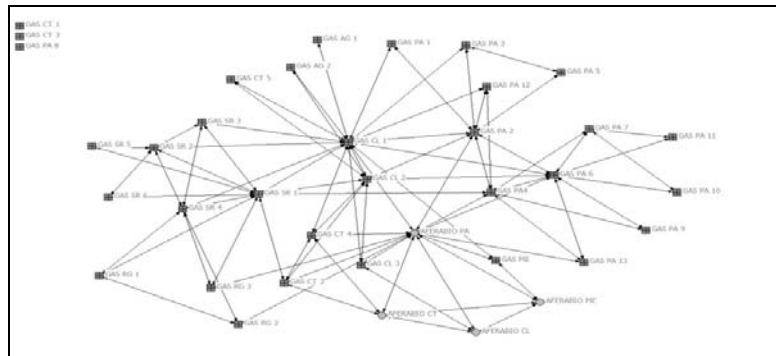 GAS CT 1
GAS CT 3
GAS PA 8
GAS AG 1
GAS PA 1
GAS PA 3
GAS AG 2
GAS CT 5
GAS PA 5
GAS PA 12
GAS SR 3
GAS PA 2
GAS PA 7
GAS PA 11
GAS CL 1
GAS SR 5
GAS SR 2
GAS CL 2
GAS PA 6
GAS SR 6
GAS SR 1
GAS PA4
GAS PA 10
GAS SR 4
GAS CT 4
AFERABIO PA
GAS PA 9
GAS RG 1
GAS CL 3
GAS ME
GAS PA 13
GAS RG 3
GAS CT 2
AFERABIO ME
AFERABIO CT
GAS RG 2
AFERABIO CL